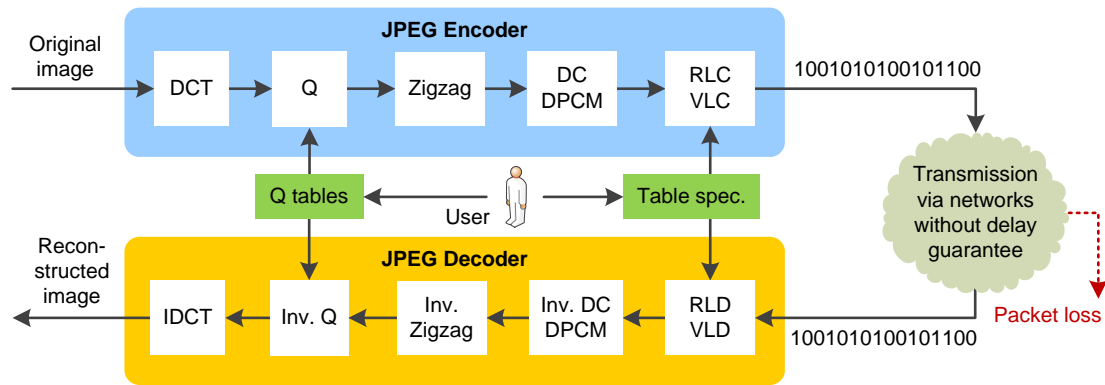 JPEG Encoder
Original
image
DCT
Q
Zigzag
DC
DPCM
RLC
VLC
1001010100101100
Q tables
User
Table spec.
Transmission
via networks
without delay
guarantee
Packet loss
JPEG Decoder
Recon-
structed
image
IDCT
Inv. Q
Inv.
Zigzag
Inv. DC
DPCM
RLD
VLD
1001010100101100